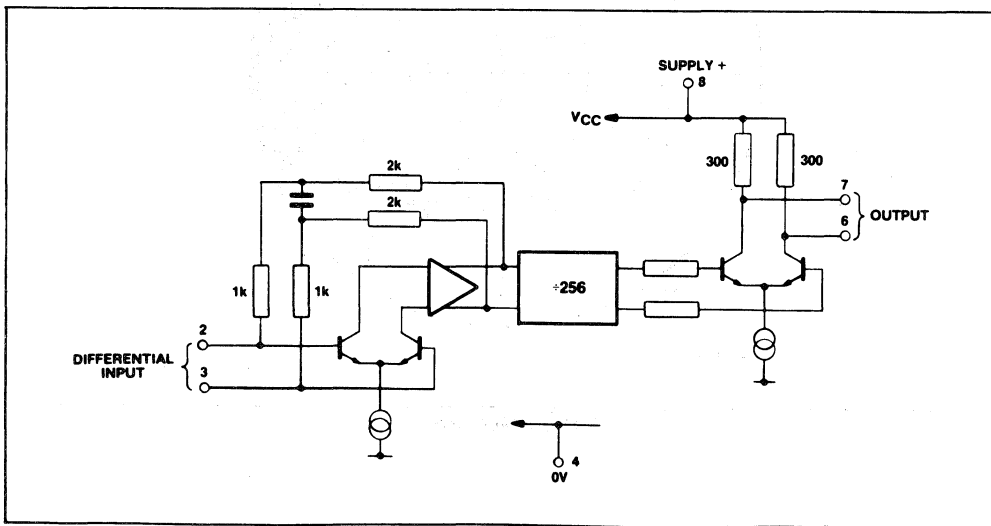 SUPPLY +
8
VCC
300
300
7
OUTPUT
6
2k
2k
1k
1k
÷256
2
DIFFERENTIAL
INPUT
3
4
0V